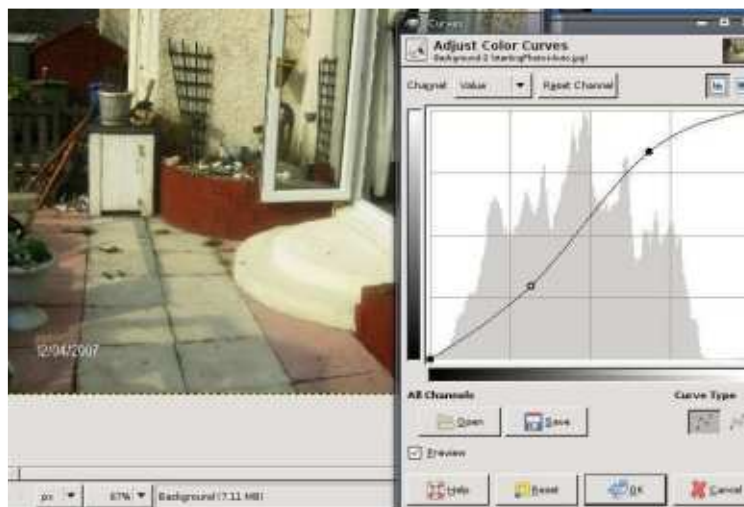 Curves
Adjust Color Curves
Channel Value Reset Channel
12/04/2007
All Channels
Curve Type
Open Save
Preview
px 67% Background (7.11 MB)
Help Reset OK Cancel